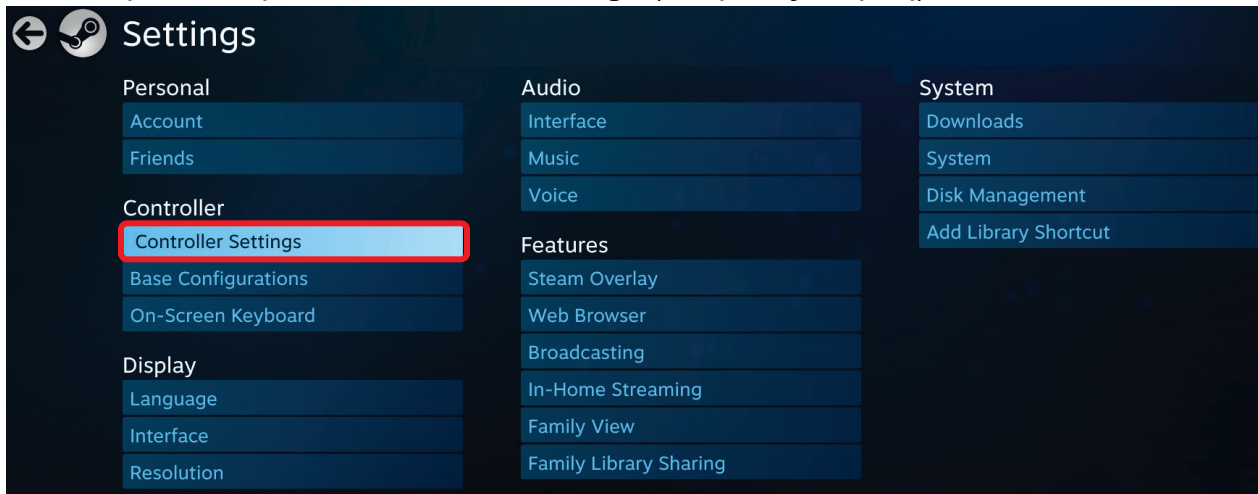 Settings
Personal
Account
Friends
Controller
Controller Settings
Base Configurations
On-Screen Keyboard
Display
Language
Interface
Resolution
Audio
Interface
Music
Voice
Features
Steam Overlay
Web Browser
Broadcasting
In-Home Streaming
Family View
Family Library Sharing
System
Downloads
System
Disk Management
Add Library Shortcut